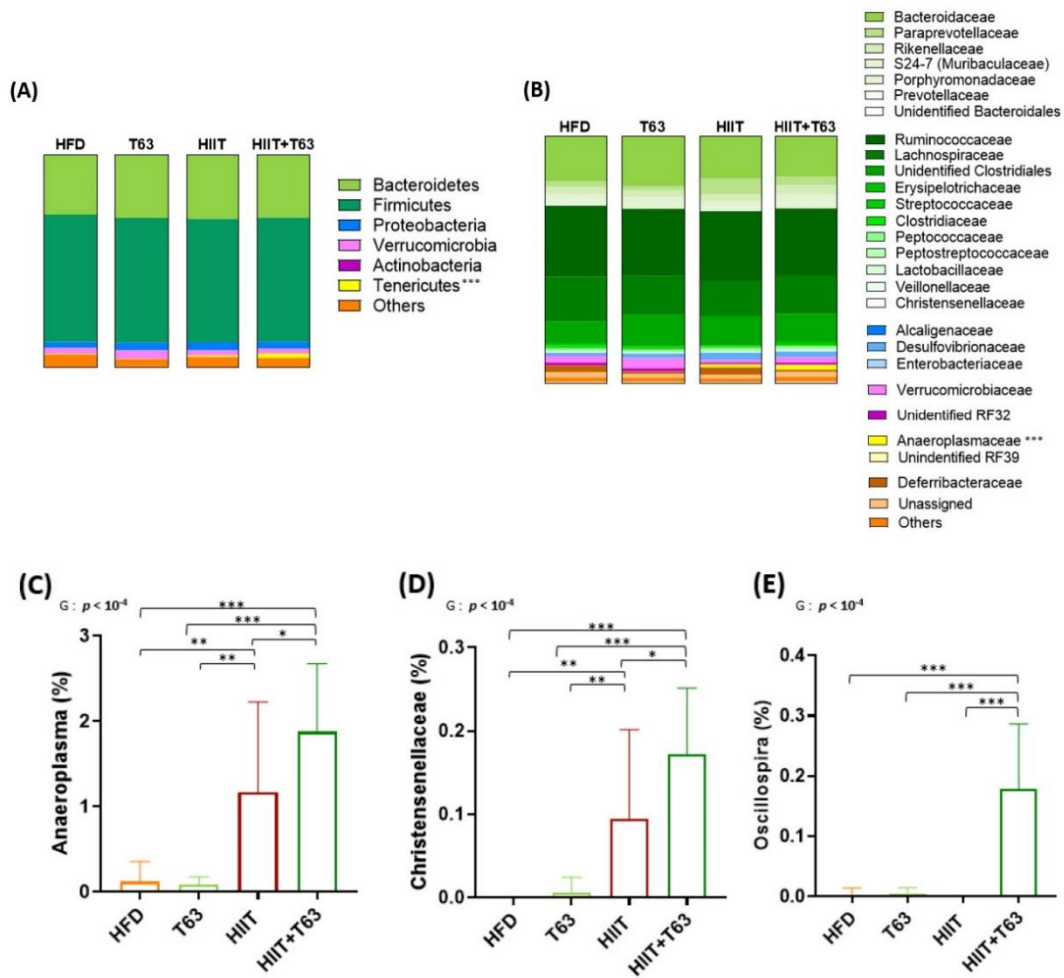 (A)
HFD T63 HIIT HIIT+T63
Bacteroidetes
Firmicutes
Proteobacteria
Verrucomicrobia
Actinobacteria
Tenericutes***
Others
(B)
HFD T63 HIIT HIIT+T63
Bacteroidaceae
Paraprevotellaceae
Rikenellaceae
S24-7 (Muribaculaceae)
Porphyromonadaceae
Prevotellaceae
Unidentified Bacteroidales
Ruminococcaceae
Lachnospiraceae
Unidentified Clostridiales
Erysipelotrichaceae
Streptococcaceae
Clostridiaceae
Peptococcaceae
Peptostreptococcaceae
Lactobacillaceae
Veillonellaceae
Christensenellaceae
Alcaligenaceae
Desulfovibrionaceae
Enterobacteriaceae
Verrucomicrobiaceae
Unidentified RF32
Anaeroplasmaceae ***
Unindentified RF39
Deferribacteraceae
Unassigned
Others
(C)
G : p < 10⁻⁴
***
***
** *
**
Anaeroplasma (%)
3
2
1
0
HFD T63 HIIT HIIT+T63
(D)
G : p < 10⁻⁴
***
***
** *
**
Christensenellaceae (%)
0.3
0.2
0.1
0.0
HFD T63 HIIT HIIT+T63
(E)
G : p < 10⁻⁴
***
***
***
Oscillospira (%)
0.4
0.3
0.2
0.1
0.0
HFD T63 HIIT HIIT+T63